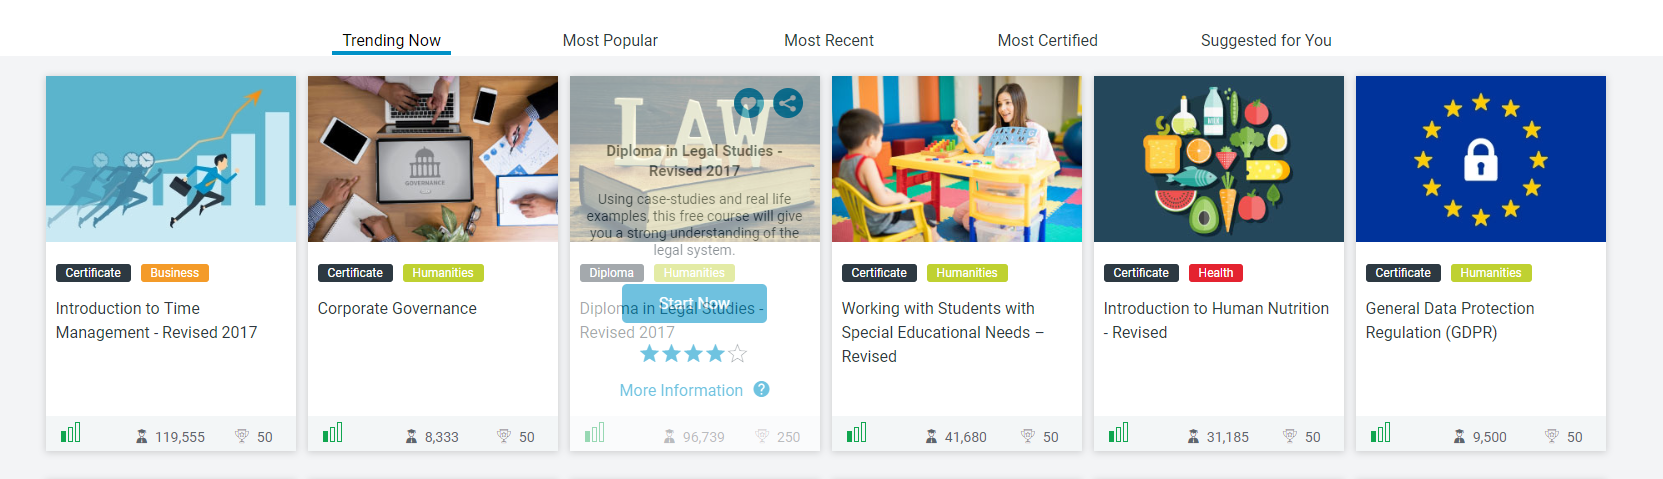 Trending Now
Most Popular
Most Recent
Most Certified
Suggested for You
Certificate
Business
Introduction to Time
Management - Revised 2017
119,555
50
GOVERNANCE
Certificate
Humanities
Corporate Governance
8,333
50
LAW
Diploma in Legal Studies -
Revised 2017
Using case-studies and real life
examples, this free course will give
you a strong understanding of the
legal system.
Diploma
Humanities
Start Now
Diploma in Legal Studies -
Revised 2017
More Information ?
96,739
250
Certificate
Humanities
Working with Students with
Special Educational Needs –
Revised
41,680
50
MILK
Certificate
Health
Introduction to Human Nutrition
- Revised
31,185
50
Certificate
Humanities
General Data Protection
Regulation (GDPR)
9,500
50